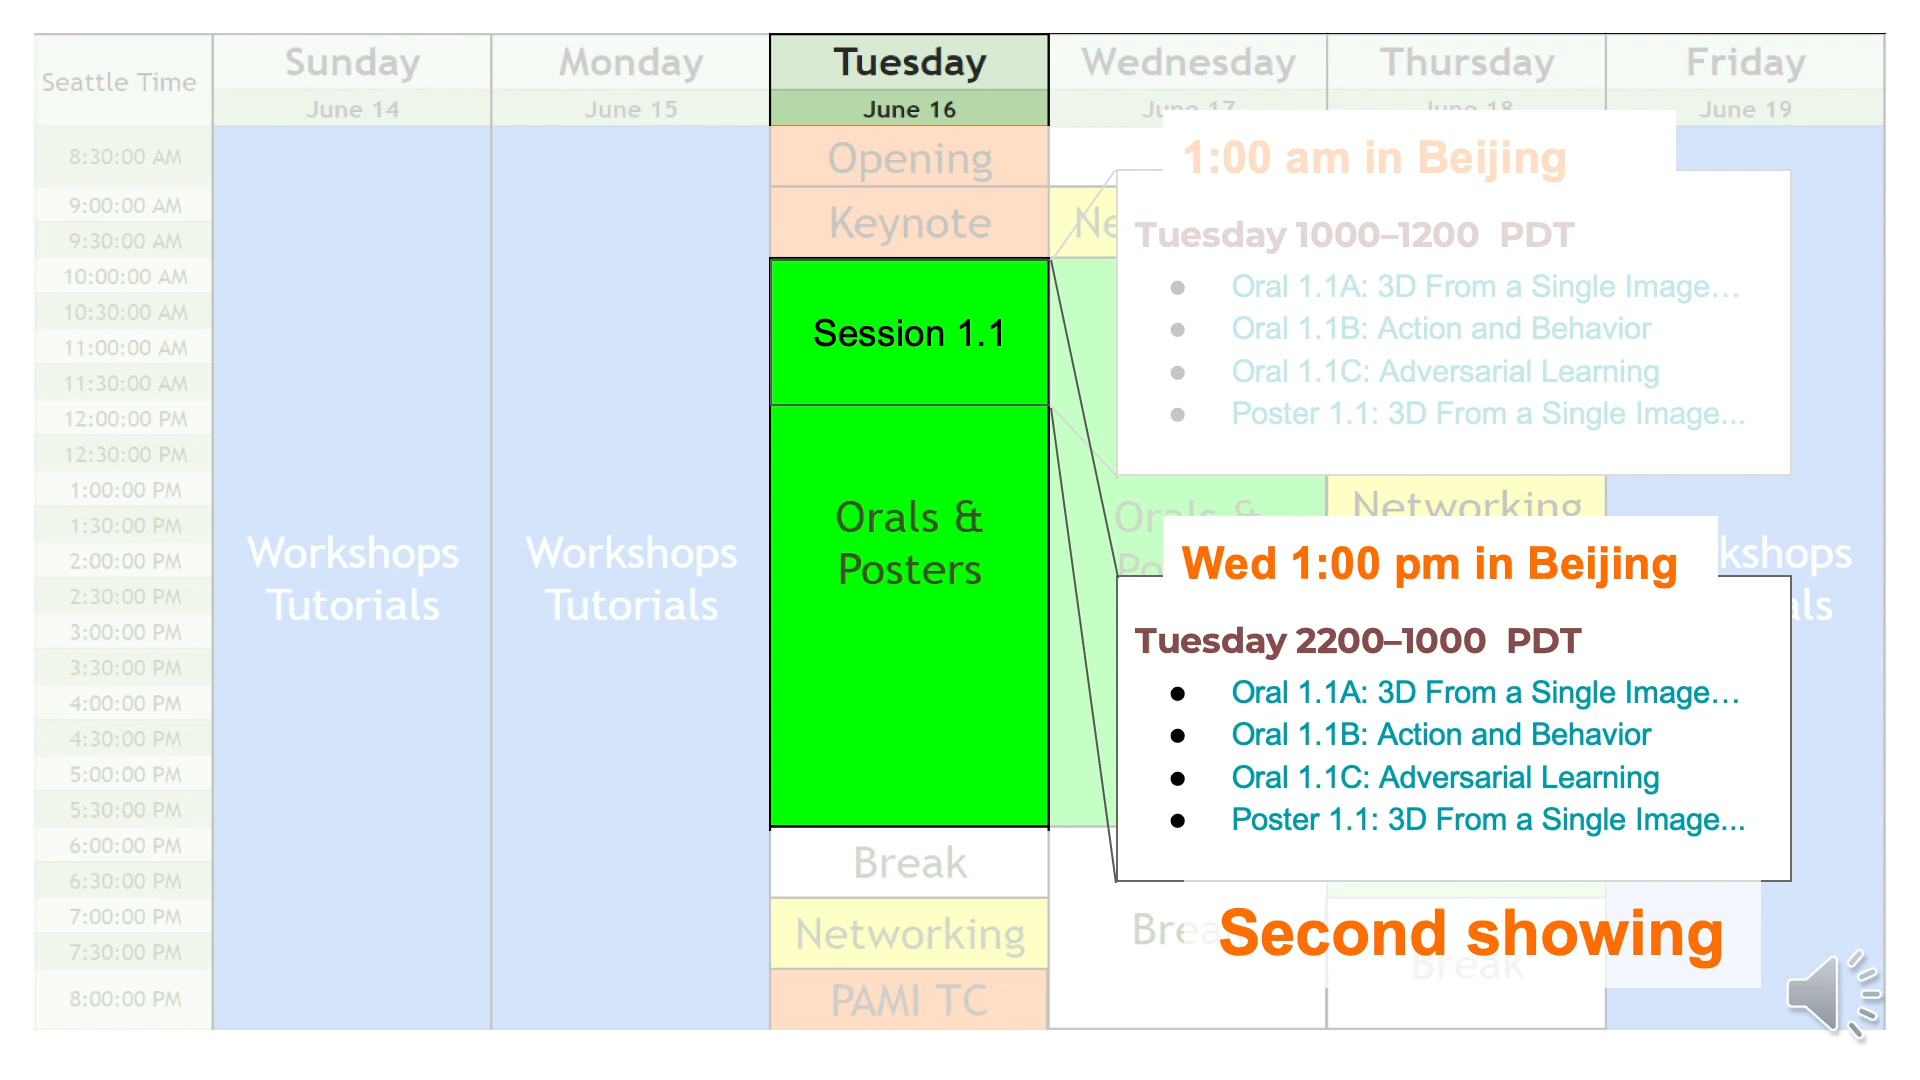 Seattle Time
Sunday
Monday
Tuesday
Wednesday
Thursday
Friday
June 14
June 15
June 16
June 17
June 18
June 19
8:30:00 AM
9:00:00 AM
9:30:00 AM
10:00:00 AM
10:30:00 AM
11:00:00 AM
11:30:00 AM
12:00:00 PM
12:30:00 PM
1:00:00 PM
1:30:00 PM
2:00:00 PM
2:30:00 PM
3:00:00 PM
3:30:00 PM
4:00:00 PM
4:30:00 PM
5:00:00 PM
5:30:00 PM
6:00:00 PM
6:30:00 PM
7:00:00 PM
7:30:00 PM
8:00:00 PM
Workshops
Tutorials
Workshops
Tutorials
Opening
Keynote
Session 1.1
Orals &
Posters
Break
Networking
PAMI TC
Orals &
Break
Networking
Break
1:00 am in Beijing
Tuesday 1000–1200 PDT
● Oral 1.1A: 3D From a Single Image…
● Oral 1.1B: Action and Behavior
● Oral 1.1C: Adversarial Learning
● Poster 1.1: 3D From a Single Image...
Wed 1:00 pm in Beijing
Tuesday 2200–1000 PDT
● Oral 1.1A: 3D From a Single Image…
● Oral 1.1B: Action and Behavior
● Oral 1.1C: Adversarial Learning
● Poster 1.1: 3D From a Single Image...
Second showing